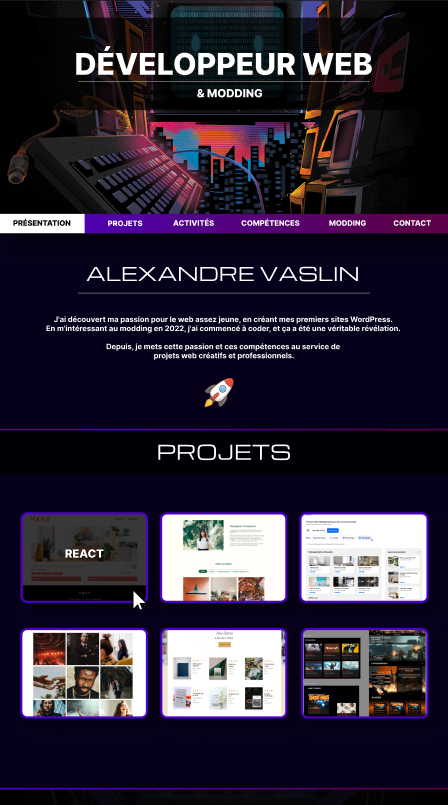 DÉVELOPPEUR WEB
& MODDING
PRÉSENTATION PROJETS ACTIVITÉS COMPÉTENCES MODDING CONTACT
ALEXANDRE VASLIN
J'ai découvert ma passion pour le web assez jeune, en créant mes premiers sites WordPress.
En m'intéressant au modding en 2022, j'ai commencé à coder, et ça a été une véritable révélation.
Depuis, je mets cette passion et ces compétences au service de
projets web créatifs et professionnels.
PROJETS
REACT